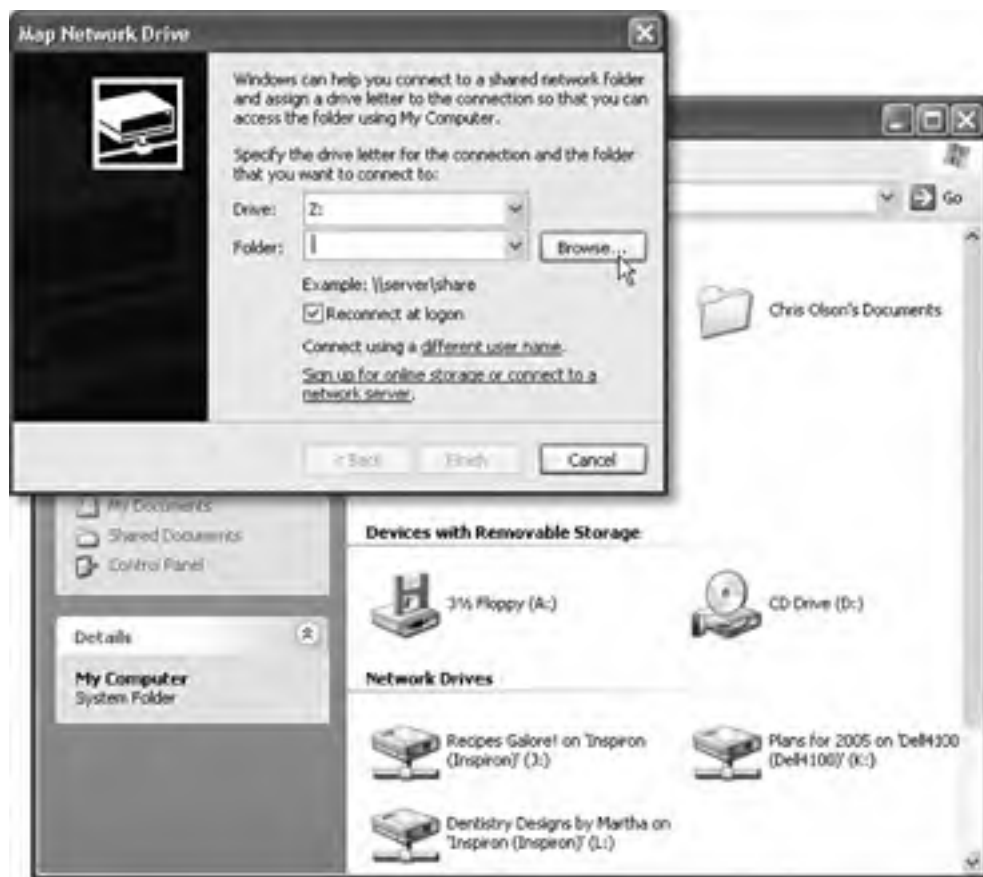 Map Network Drive
Windows can help you connect to a shared network folder
and assign a drive letter to the connection so that you can
access the folder using My Computer.
Specify the drive letter for the connection and the folder
that you want to connect to:
Drive: Z:
Folder: Browse...
Example: \\server\share
Reconnect at logon
Connect using a different user name.
Sign up for online storage or connect to a
network server.
< Back Finish Cancel
Go
Chris Olson's Documents
My Documents
Shared Documents
Control Panel
Details
My Computer
System Folder
Devices with Removable Storage
3½ Floppy (A:)
CD Drive (D:)
Network Drives
Recipes Galore! on 'Inspiron
(Inspiron)' (J:)
Plans for 2005 on 'Dell4100
(Dell4100)' (K:)
Dentistry Designs by Martha on
'Inspiron (Inspiron)' (L:)